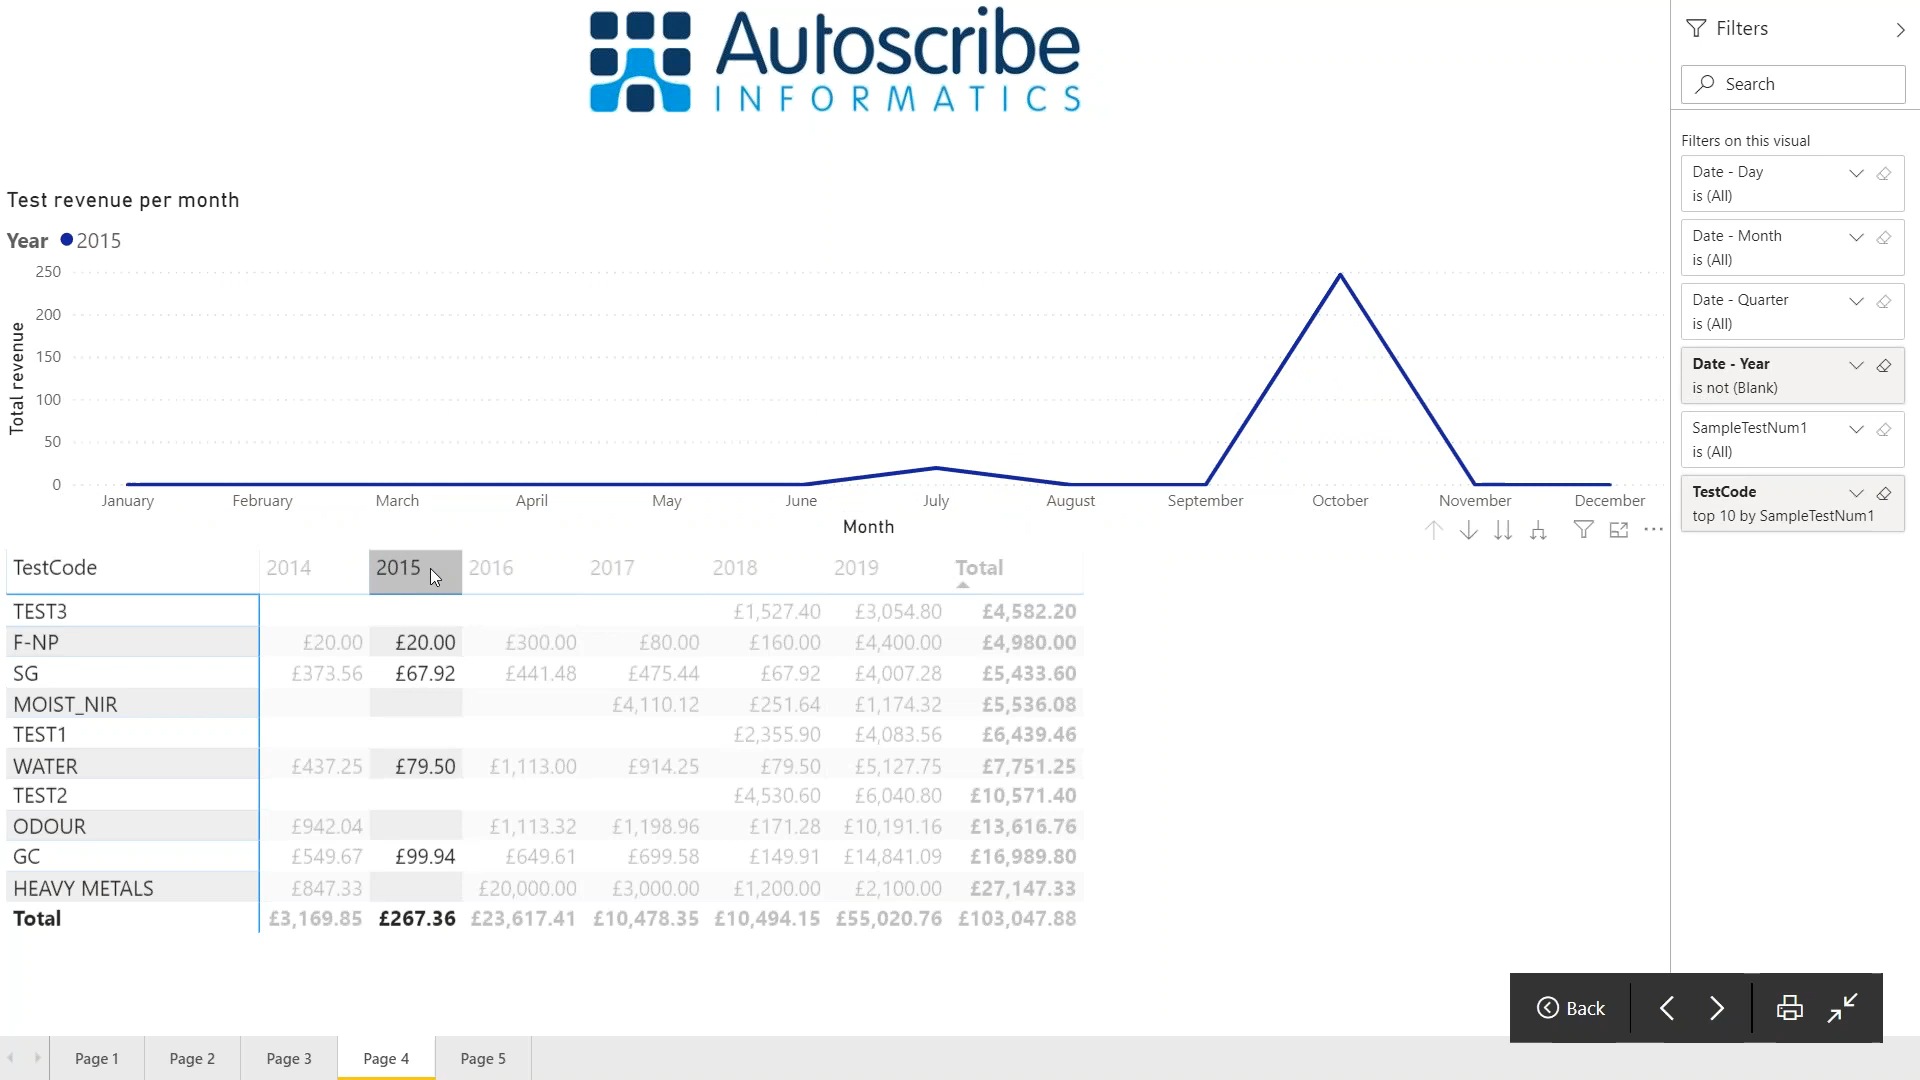 Autoscribe
INFORMATICS
Filters
Search
Filters on this visual
Date - Day
is (All)
Date - Month
is (All)
Date - Quarter
is (All)
Date - Year
is not (Blank)
SampleTestNum1
is (All)
TestCode
top 10 by SampleTestNum1
Test revenue per month
Year 2015
Total revenue
250
200
150
100
50
0
January February March April May June July August September October November December
Month
TestCode 2014 2015 2016 2017 2018 2019 Total
TEST3 £1,527.40 £3,054.80 £4,582.20
F-NP £20.00 £20.00 £300.00 £80.00 £160.00 £4,400.00 £4,980.00
SG £373.56 £67.92 £441.48 £475.44 £67.92 £4,007.28 £5,433.60
MOIST_NIR £4,110.12 £251.64 £1,174.32 £5,536.08
TEST1 £2,355.90 £4,083.56 £6,439.46
WATER £437.25 £79.50 £1,113.00 £914.25 £79.50 £5,127.75 £7,751.25
TEST2 £4,530.60 £6,040.80 £10,571.40
ODOUR £942.04 £1,113.32 £1,198.96 £171.28 £10,191.16 £13,616.76
GC £549.67 £99.94 £649.61 £699.58 £149.91 £14,841.09 £16,989.80
HEAVY METALS £847.33 £20,000.00 £3,000.00 £1,200.00 £2,100.00 £27,147.33
Total £3,169.85 £267.36 £23,617.41 £10,478.35 £10,494.15 £55,020.76 £103,047.88
Back
Page 1 Page 2 Page 3 Page 4 Page 5